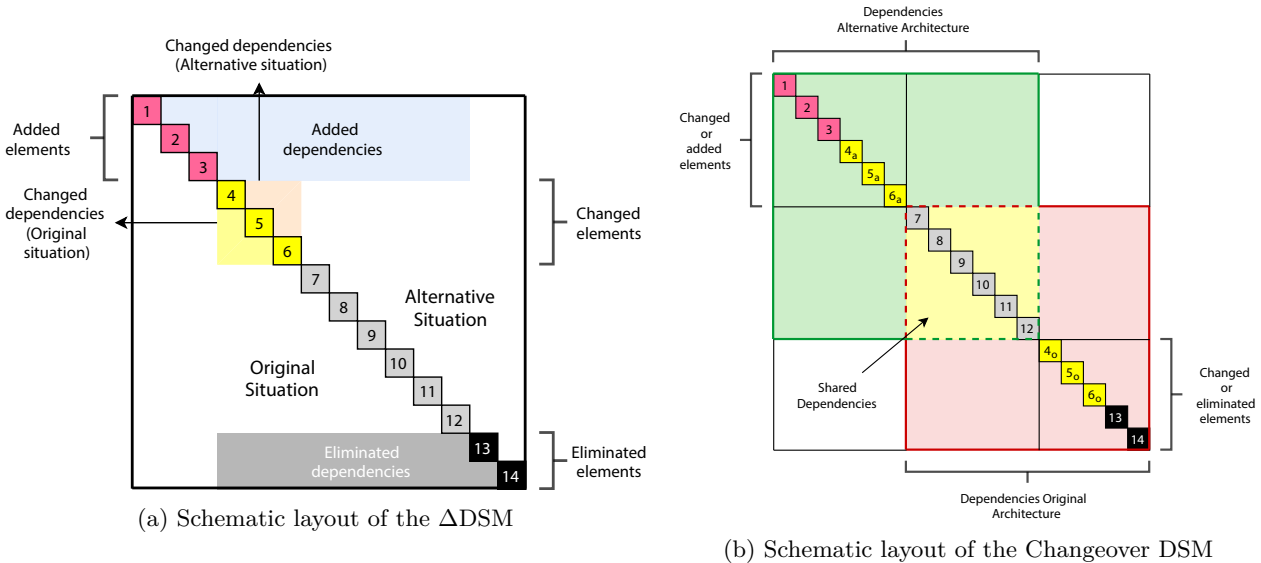 Changed dependencies
(Alternative situation)
Added
elements
1
2
3
Added
dependencies
Changed
dependencies
(Original
situation)
4
5
6
Changed
elements
7
8
9
10
11
12
Alternative
Situation
Original
Situation
Eliminated
dependencies
13
14
Eliminated
elements
(a) Schematic layout of the ΔDSM
Dependencies
Alternative Architecture
Changed
or
added
elements
1
2
3
4a
5a
6a
7
8
9
10
11
12
Shared
Dependencies
4o
5o
6o
13
14
Changed
or
eliminated
elements
Dependencies Original
Architecture
(b) Schematic layout of the Changeover DSM